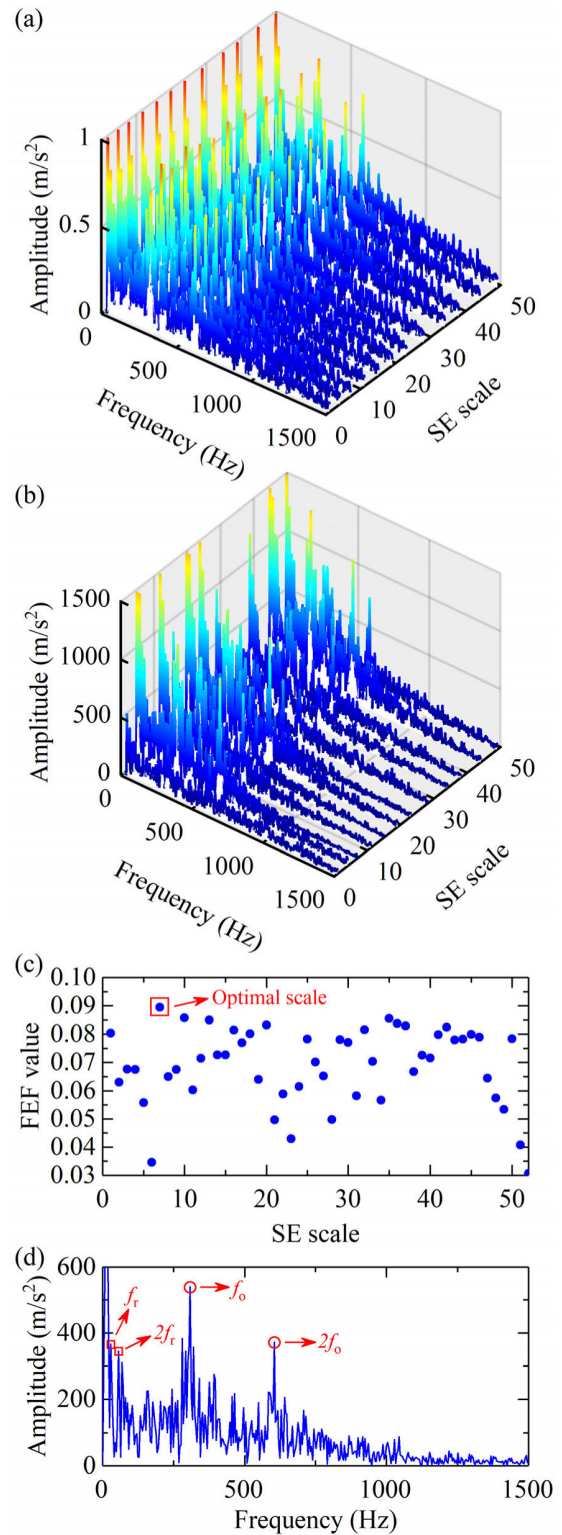 (a)
1
0.5
0
Amplitude (m/s²)
0
500
1000
1500
Frequency (Hz)
0
10
20
30
40
50
SE scale
(b)
1500
1000
500
0
Amplitude (m/s²)
0
500
1000
1500
Frequency (Hz)
0
10
20
30
40
50
SE scale
(c)
0.10
0.09
0.08
0.07
0.06
0.05
0.04
0.03
FEF value
Optimal scale
0 10 20 30 40 50
SE scale
(d)
600
400
200
0
Amplitude (m/s²)
fr
2fr
fo
2fo
0 500 1000 1500
Frequency (Hz)